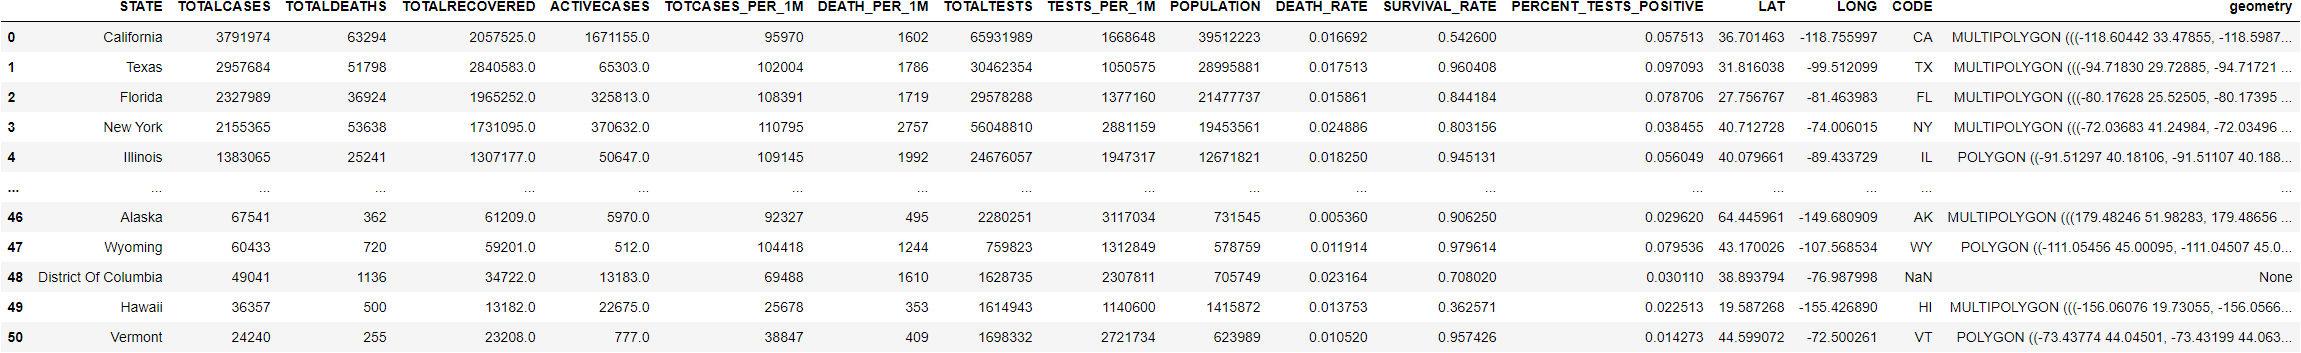 STATE TOTALCASES TOTALDEATHS TOTALRECOVERED ACTIVECASES TOTCASES_PER_1M DEATH_PER_1M TOTALTESTS TESTS_PER_1M POPULATION DEATH_RATE SURVIVAL_RATE PERCENT_TESTS_POSITIVE LAT LONG CODE geometry
0 California 3791974 63294 2057525.0 1671155.0 95970 1602 65931989 1668648 39512223 0.016692 0.542600 0.057513 36.701463 -118.755997 CA MULTIPOLYGON (((-118.60442 33.47855, -118.5987...
1 Texas 2957684 51798 2840583.0 65303.0 102004 1786 30462354 1050575 28995881 0.017513 0.960408 0.097093 31.816038 -99.512099 TX MULTIPOLYGON (((-94.71830 29.72885, -94.71721 ...
2 Florida 2327989 36924 1965252.0 325813.0 108391 1719 29578288 1377160 21477737 0.015861 0.844184 0.078706 27.756767 -81.463983 FL MULTIPOLYGON (((-80.17628 25.52505, -80.17395 ...
3 New York 2155365 53638 1731095.0 370632.0 110795 2757 56048810 2881159 19453561 0.024886 0.803156 0.038455 40.712728 -74.006015 NY MULTIPOLYGON (((-72.03683 41.24984, -72.03496 ...
4 Illinois 1383065 25241 1307177.0 50647.0 109145 1992 24676057 1947317 12671821 0.018250 0.945131 0.056049 40.079661 -89.433729 IL POLYGON ((-91.51297 40.18106, -91.51107 40.188...
... ... ... ... ... ... ... ... ... ... ... ... ... ... ... ... ... ...
46 Alaska 67541 362 61209.0 5970.0 92327 495 2280251 3117034 731545 0.005360 0.906250 0.029620 64.445961 -149.680909 AK MULTIPOLYGON (((179.48246 51.98283, 179.48656 ...
47 Wyoming 60433 720 59201.0 512.0 104418 1244 759823 1312849 578759 0.011914 0.979614 0.079536 43.170026 -107.568534 WY POLYGON ((-111.05456 45.00095, -111.04507 45.0...
48 District Of Columbia 49041 1136 34722.0 13183.0 69488 1610 1628735 2307811 705749 0.023164 0.708020 0.030110 38.893794 -76.987998 NaN None
49 Hawaii 36357 500 13182.0 22675.0 25678 353 1614943 1140600 1415872 0.013753 0.362571 0.022513 19.587268 -155.426890 HI MULTIPOLYGON (((-156.06076 19.73055, -156.0566...
50 Vermont 24240 255 23208.0 777.0 38847 409 1698332 2721734 623989 0.010520 0.957426 0.014273 44.599072 -72.500261 VT POLYGON ((-73.43774 44.04501, -73.43199 44.063...